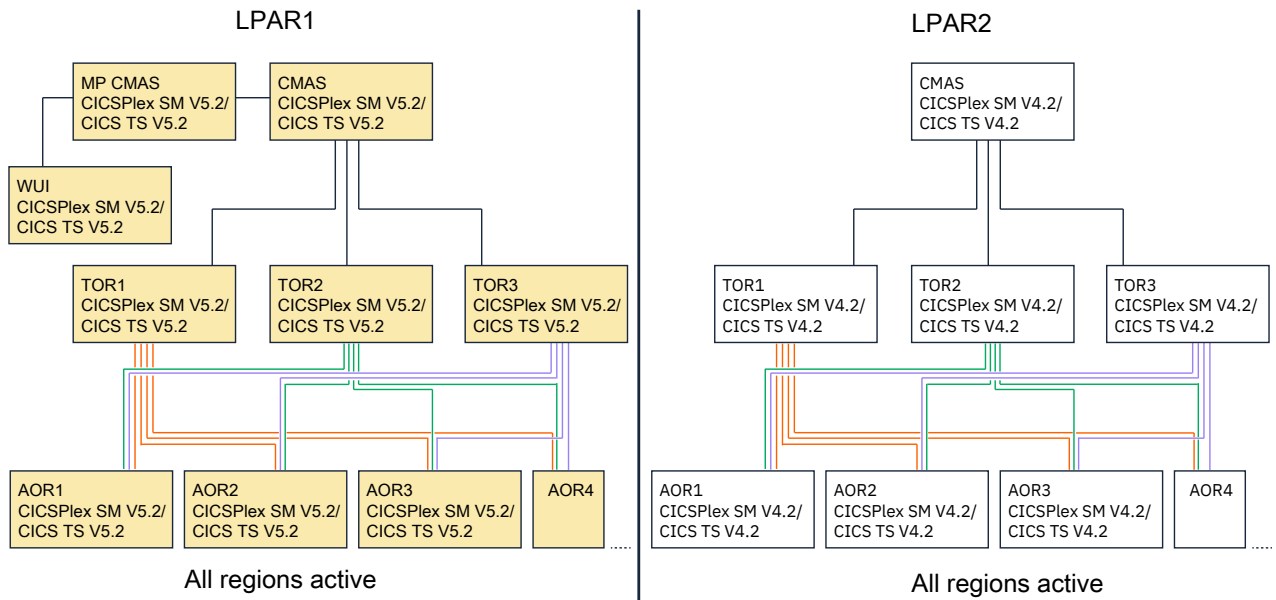 LPAR1
MP CMAS
CICSPlex SM V5.2/
CICS TS V5.2
CMAS
CICSPlex SM V5.2/
CICS TS V5.2
WUI
CICSPlex SM V5.2/
CICS TS V5.2
TOR1
CICSPlex SM V5.2/
CICS TS V5.2
TOR2
CICSPlex SM V5.2/
CICS TS V5.2
TOR3
CICSPlex SM V5.2/
CICS TS V5.2
AOR1
CICSPlex SM V5.2/
CICS TS V5.2
AOR2
CICSPlex SM V5.2/
CICS TS V5.2
AOR3
CICSPlex SM V5.2/
CICS TS V5.2
AOR4
All regions active
LPAR2
CMAS
CICSPlex SM V4.2/
CICS TS V4.2
TOR1
CICSPlex SM V4.2/
CICS TS V4.2
TOR2
CICSPlex SM V4.2/
CICS TS V4.2
TOR3
CICSPlex SM V4.2/
CICS TS V4.2
AOR1
CICSPlex SM V4.2/
CICS TS V4.2
AOR2
CICSPlex SM V4.2/
CICS TS V4.2
AOR3
CICSPlex SM V4.2/
CICS TS V4.2
AOR4
All regions active